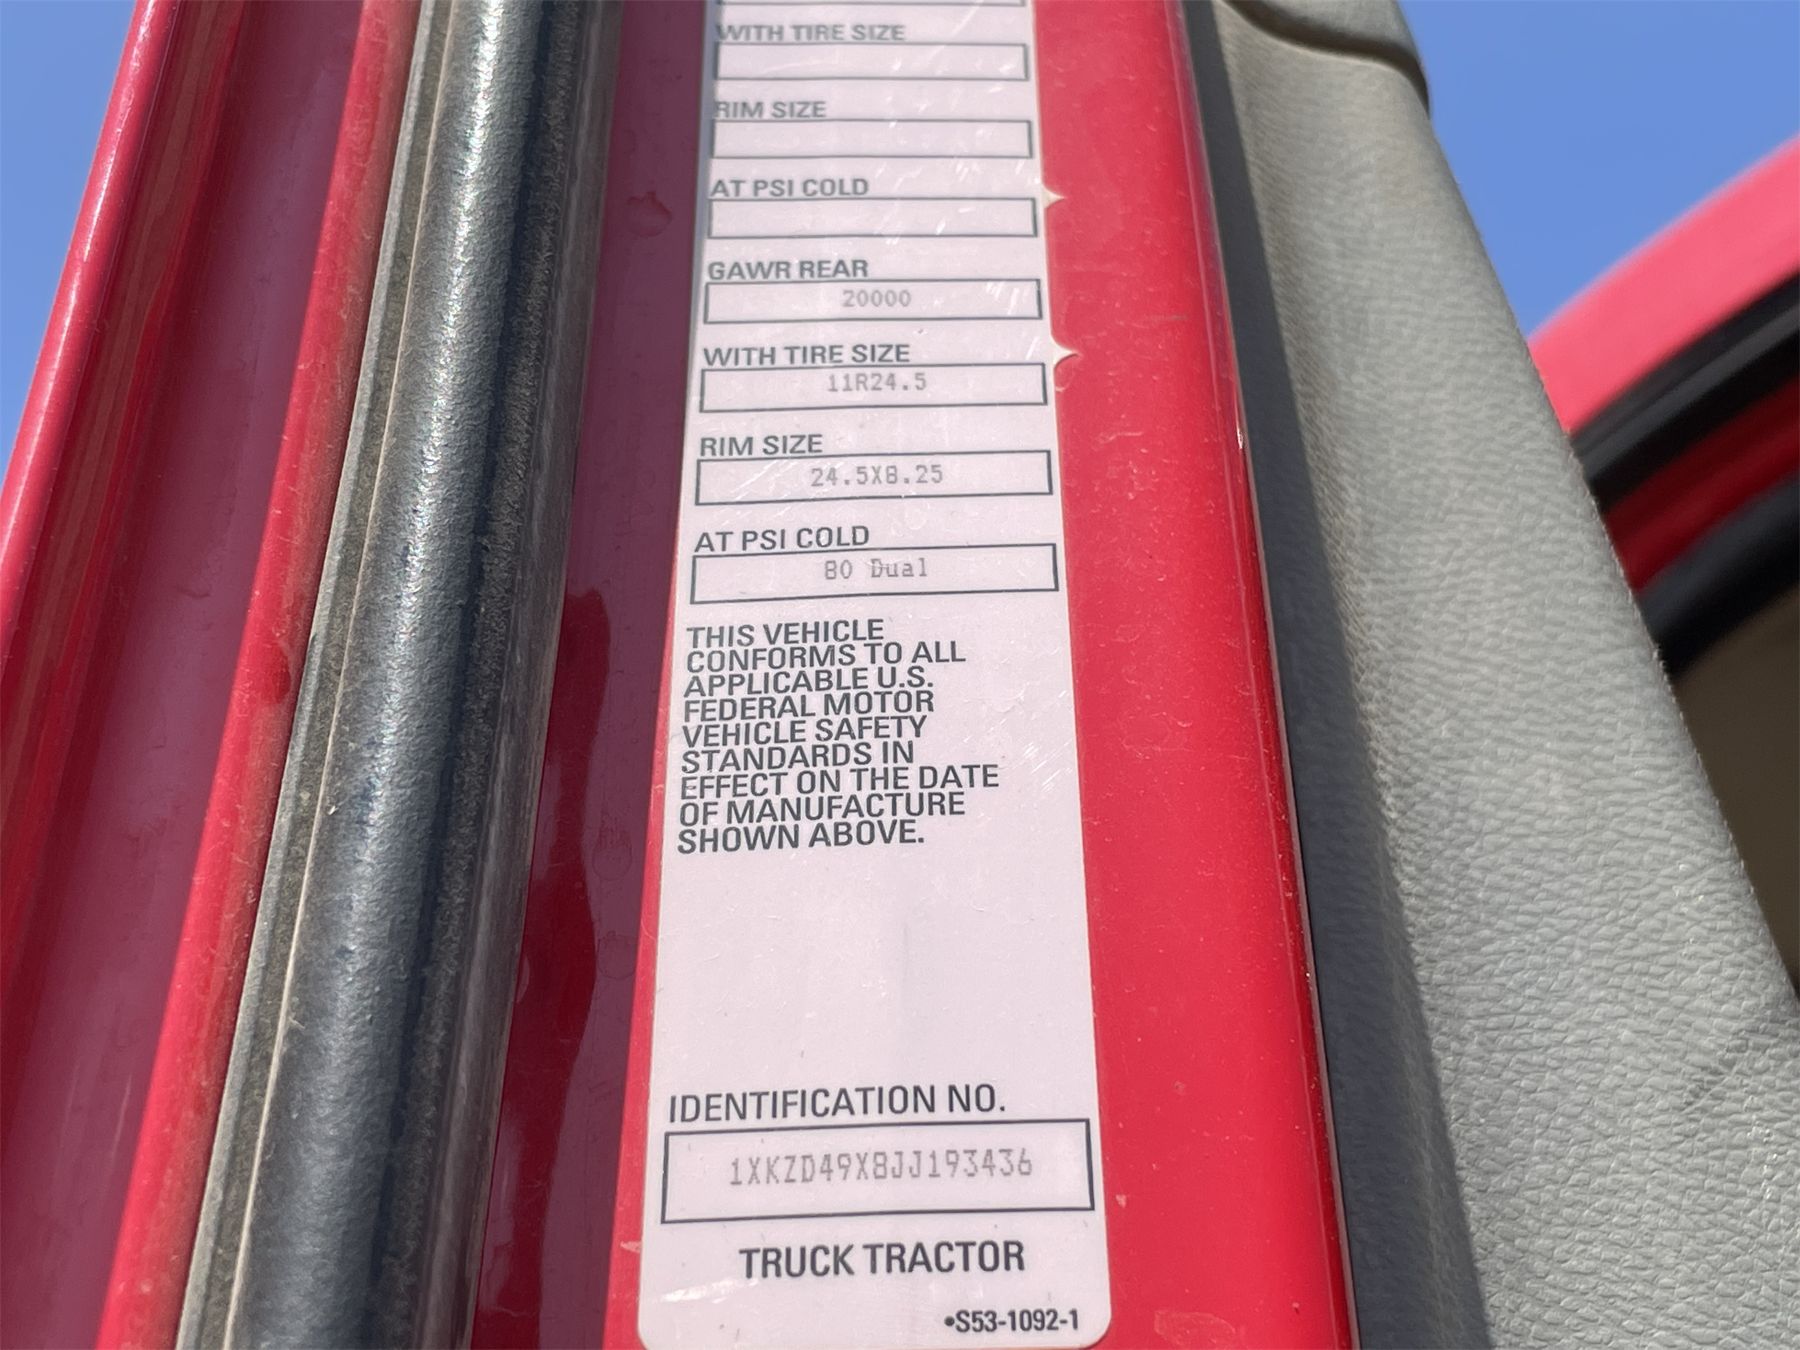 WITH TIRE SIZE
RIM SIZE
AT PSI COLD
GAWR REAR
20000
WITH TIRE SIZE
11R24.5
RIM SIZE
24.5X8.25
AT PSI COLD
80 Dual
THIS VEHICLE
CONFORMS TO ALL
APPLICABLE U.S.
FEDERAL MOTOR
VEHICLE SAFETY
STANDARDS IN
EFFECT ON THE DATE
OF MANUFACTURE
SHOWN ABOVE.
IDENTIFICATION NO.
1XKZD49X8JJ193436
TRUCK TRACTOR
•S53-1092-1